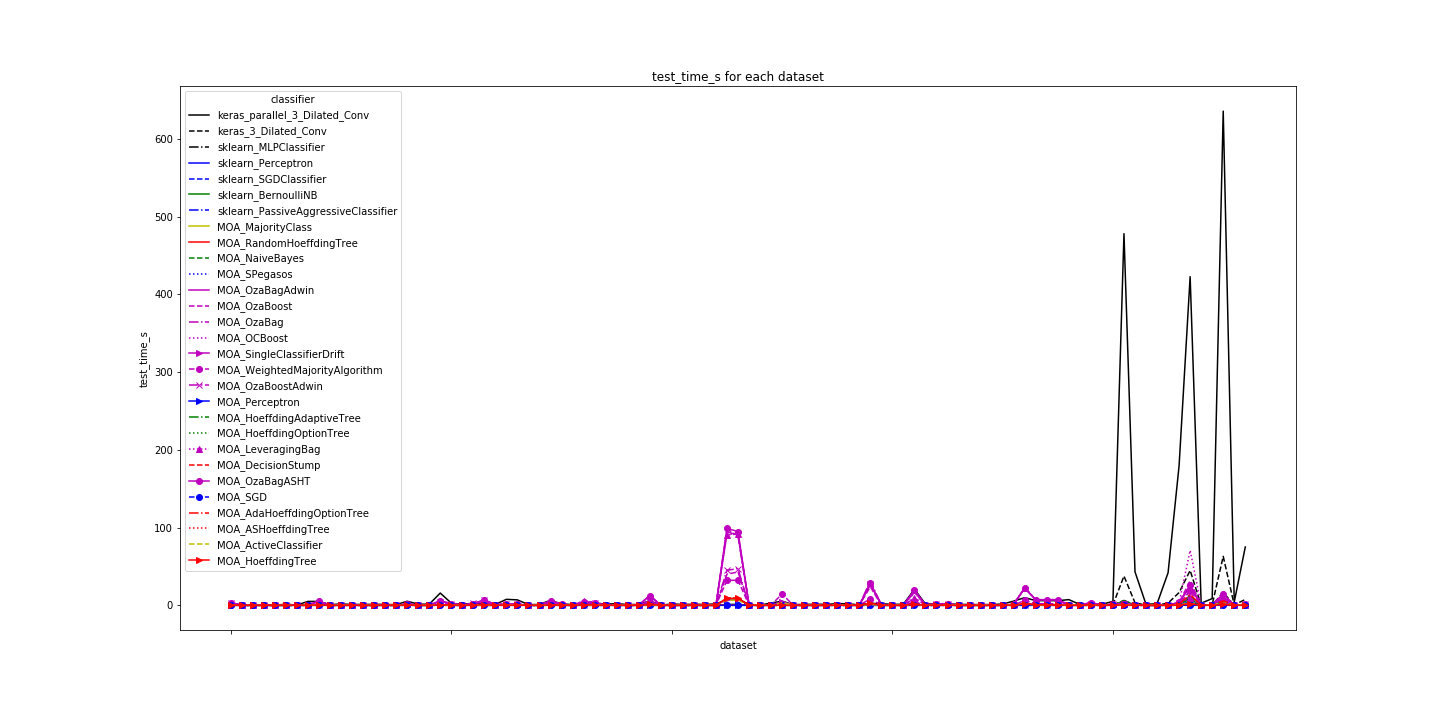 test_time_s for each dataset
classifier
keras_parallel_3_Dilated_Conv
keras_3_Dilated_Conv
sklearn_MLPClassifier
sklearn_Perceptron
sklearn_SGDClassifier
sklearn_BernoulliNB
sklearn_PassiveAggressiveClassifier
MOA_MajorityClass
MOA_RandomHoeffdingTree
MOA_NaiveBayes
MOA_SPegasos
MOA_OzaBagAdwin
MOA_OzaBoost
MOA_OzaBag
MOA_OCBoost
MOA_SingleClassifierDrift
MOA_WeightedMajorityAlgorithm
MOA_OzaBoostAdwin
MOA_Perceptron
MOA_HoeffdingAdaptiveTree
MOA_HoeffdingOptionTree
MOA_LeveragingBag
MOA_DecisionStump
MOA_OzaBagASHT
MOA_SGD
MOA_AdaHoeffdingOptionTree
MOA_ASHoeffdingTree
MOA_ActiveClassifier
MOA_HoeffdingTree
600
500
400
300
200
100
0
test_time_s
dataset